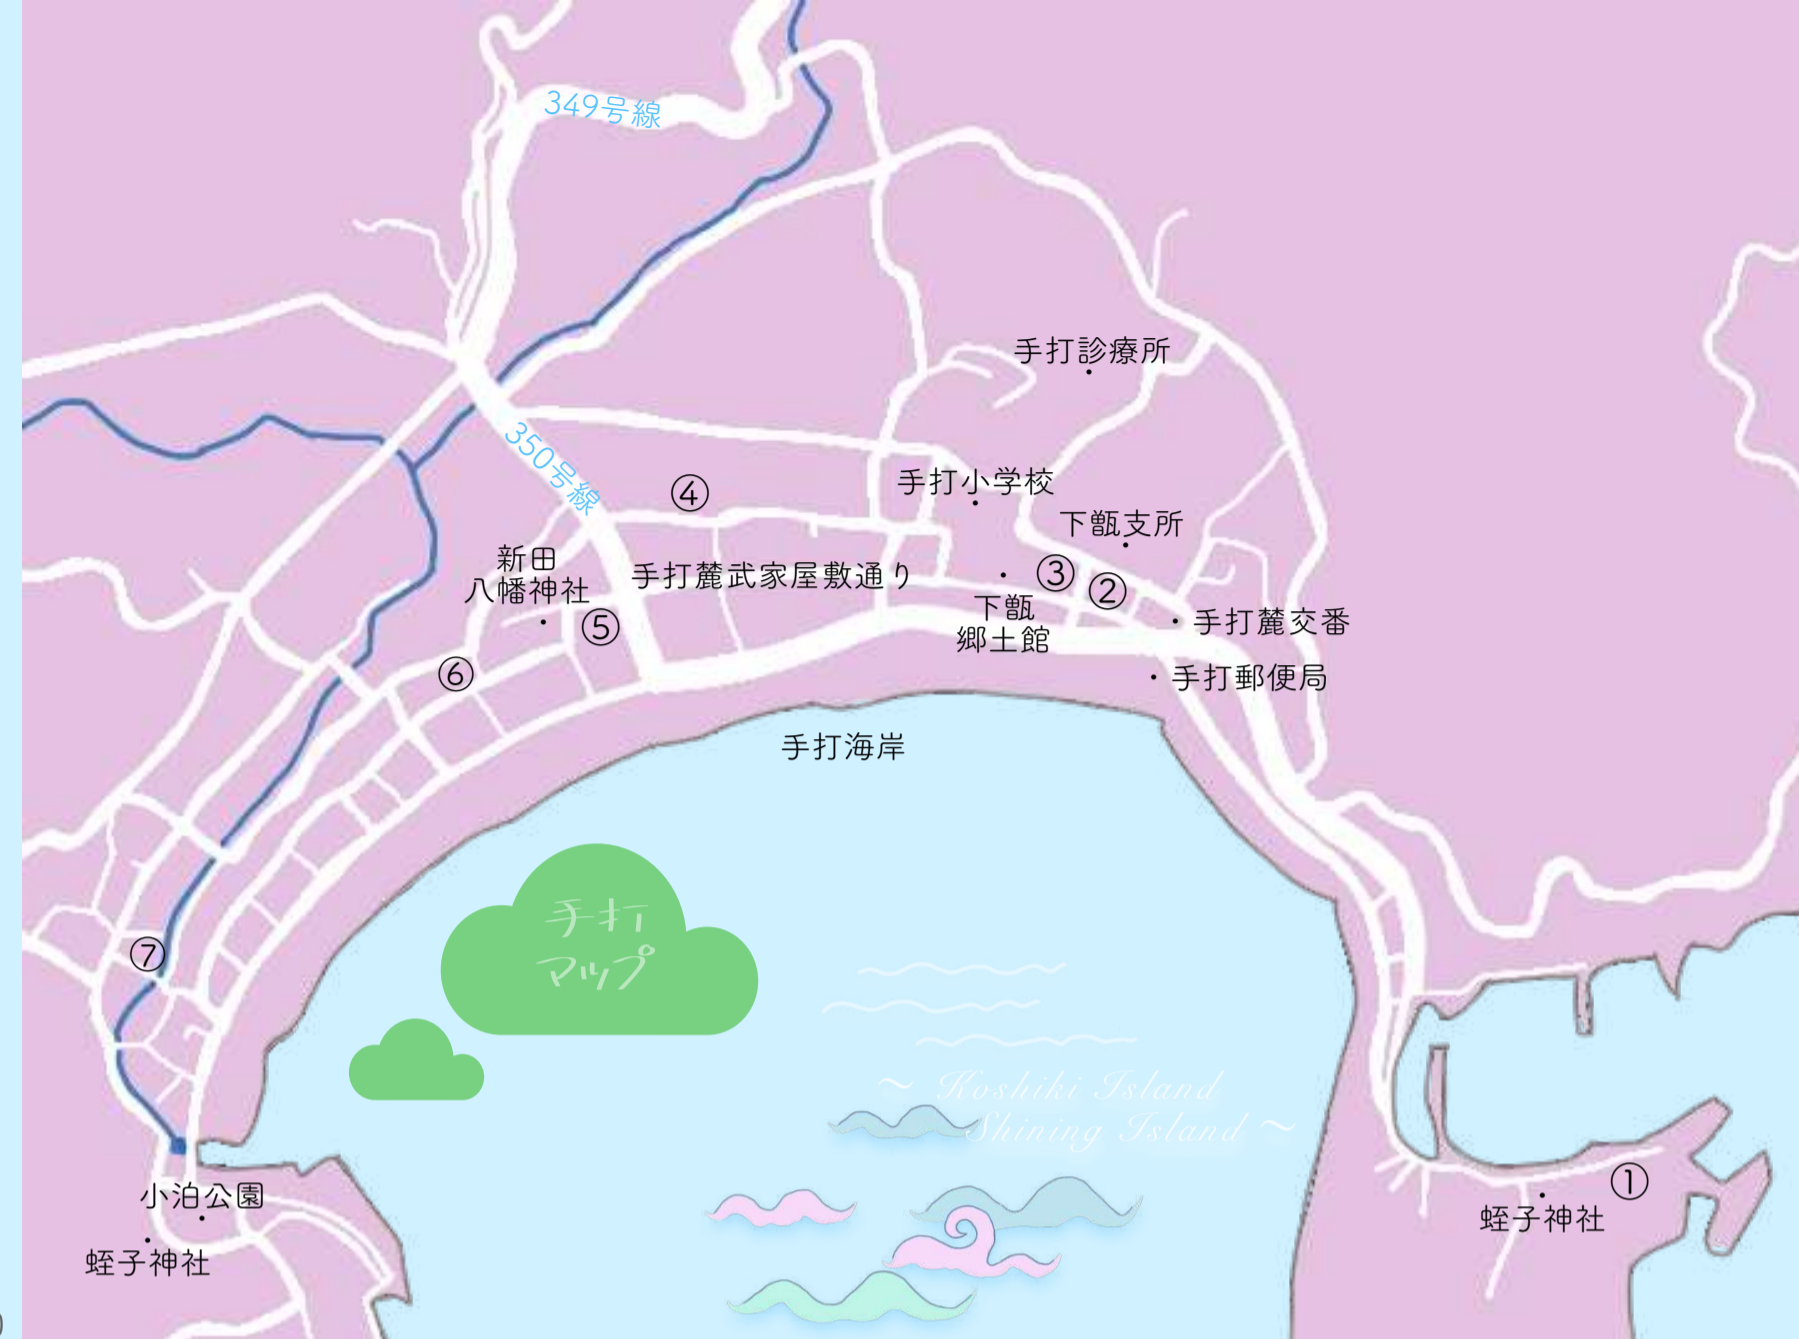 349号線
手打診療所
350号線
④
手打小学校
下甑支所
新田
八幡神社
手打麓武家屋敷通り
③
②
下甑
郷土館
⑤
手打麓交番
⑥
手打郵便局
手打海岸
手打
マップ
⑦
～ Koshiki Island
Shining Island ～
小泊公園
蛭子神社
①
蛭子神社